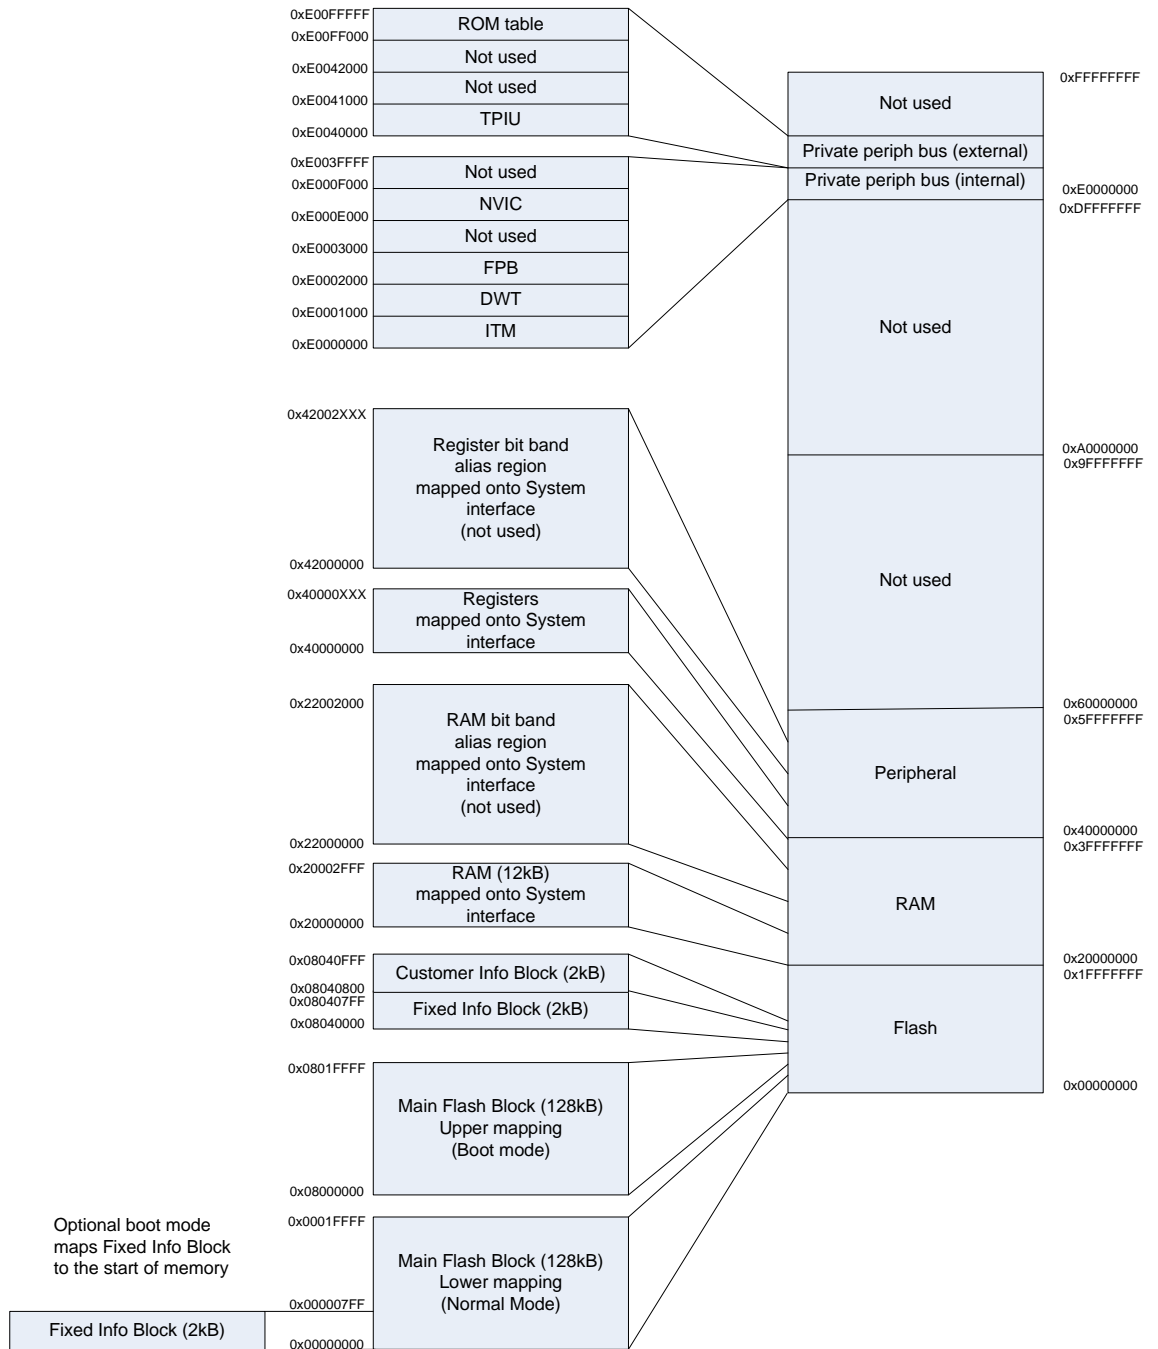 0xE00FFFFF
ROM table
0xE00FF000
Not used
0xE0042000
Not used
0xE0041000
TPIU
0xE0040000
0xE003FFFF
Not used
0xE000F000
NVIC
0xE000E000
Not used
0xE0003000
FPB
0xE0002000
DWT
0xE0001000
ITM
0xE0000000
0x42002XXX
Register bit band
alias region
mapped onto System
interface
(not used)
0x42000000
0x40000XXX
Registers
mapped onto System
interface
0x40000000
0x22002000
RAM bit band
alias region
mapped onto System
interface
(not used)
0x22000000
0x20002FFF
RAM (12kB)
mapped onto System
interface
0x20000000
0x08040FFF
Customer Info Block (2kB)
0x08040800
0x080407FF
Fixed Info Block (2kB)
0x08040000
0x0801FFFF
Main Flash Block (128kB)
Upper mapping
(Boot mode)
0x08000000
0x0001FFFF
Main Flash Block (128kB)
Lower mapping
(Normal Mode)
0x000007FF
0x00000000
Optional boot mode
maps Fixed Info Block
to the start of memory
Fixed Info Block (2kB)
0xFFFFFFFF
Not used
Private periph bus (external)
Private periph bus (internal)
0xE0000000
0xDFFFFFFF
Not used
0xA0000000
0x9FFFFFFF
Not used
0x60000000
0x5FFFFFFF
Peripheral
0x40000000
0x3FFFFFFF
RAM
0x20000000
0x1FFFFFFF
Flash
0x00000000